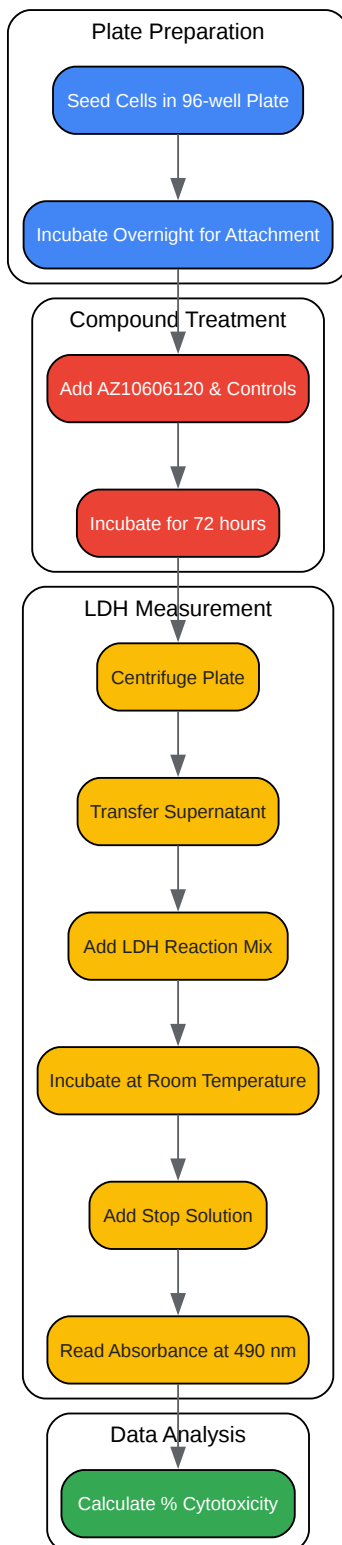 Plate Preparation
Seed Cells in 96-well Plate
Incubate Overnight for Attachment
Compound Treatment
Add AZ10606120 & Controls
Incubate for 72 hours
LDH Measurement
Centrifuge Plate
Transfer Supernatant
Add LDH Reaction Mix
Incubate at Room Temperature
Add Stop Solution
Read Absorbance at 490 nm
Data Analysis
Calculate % Cytotoxicity